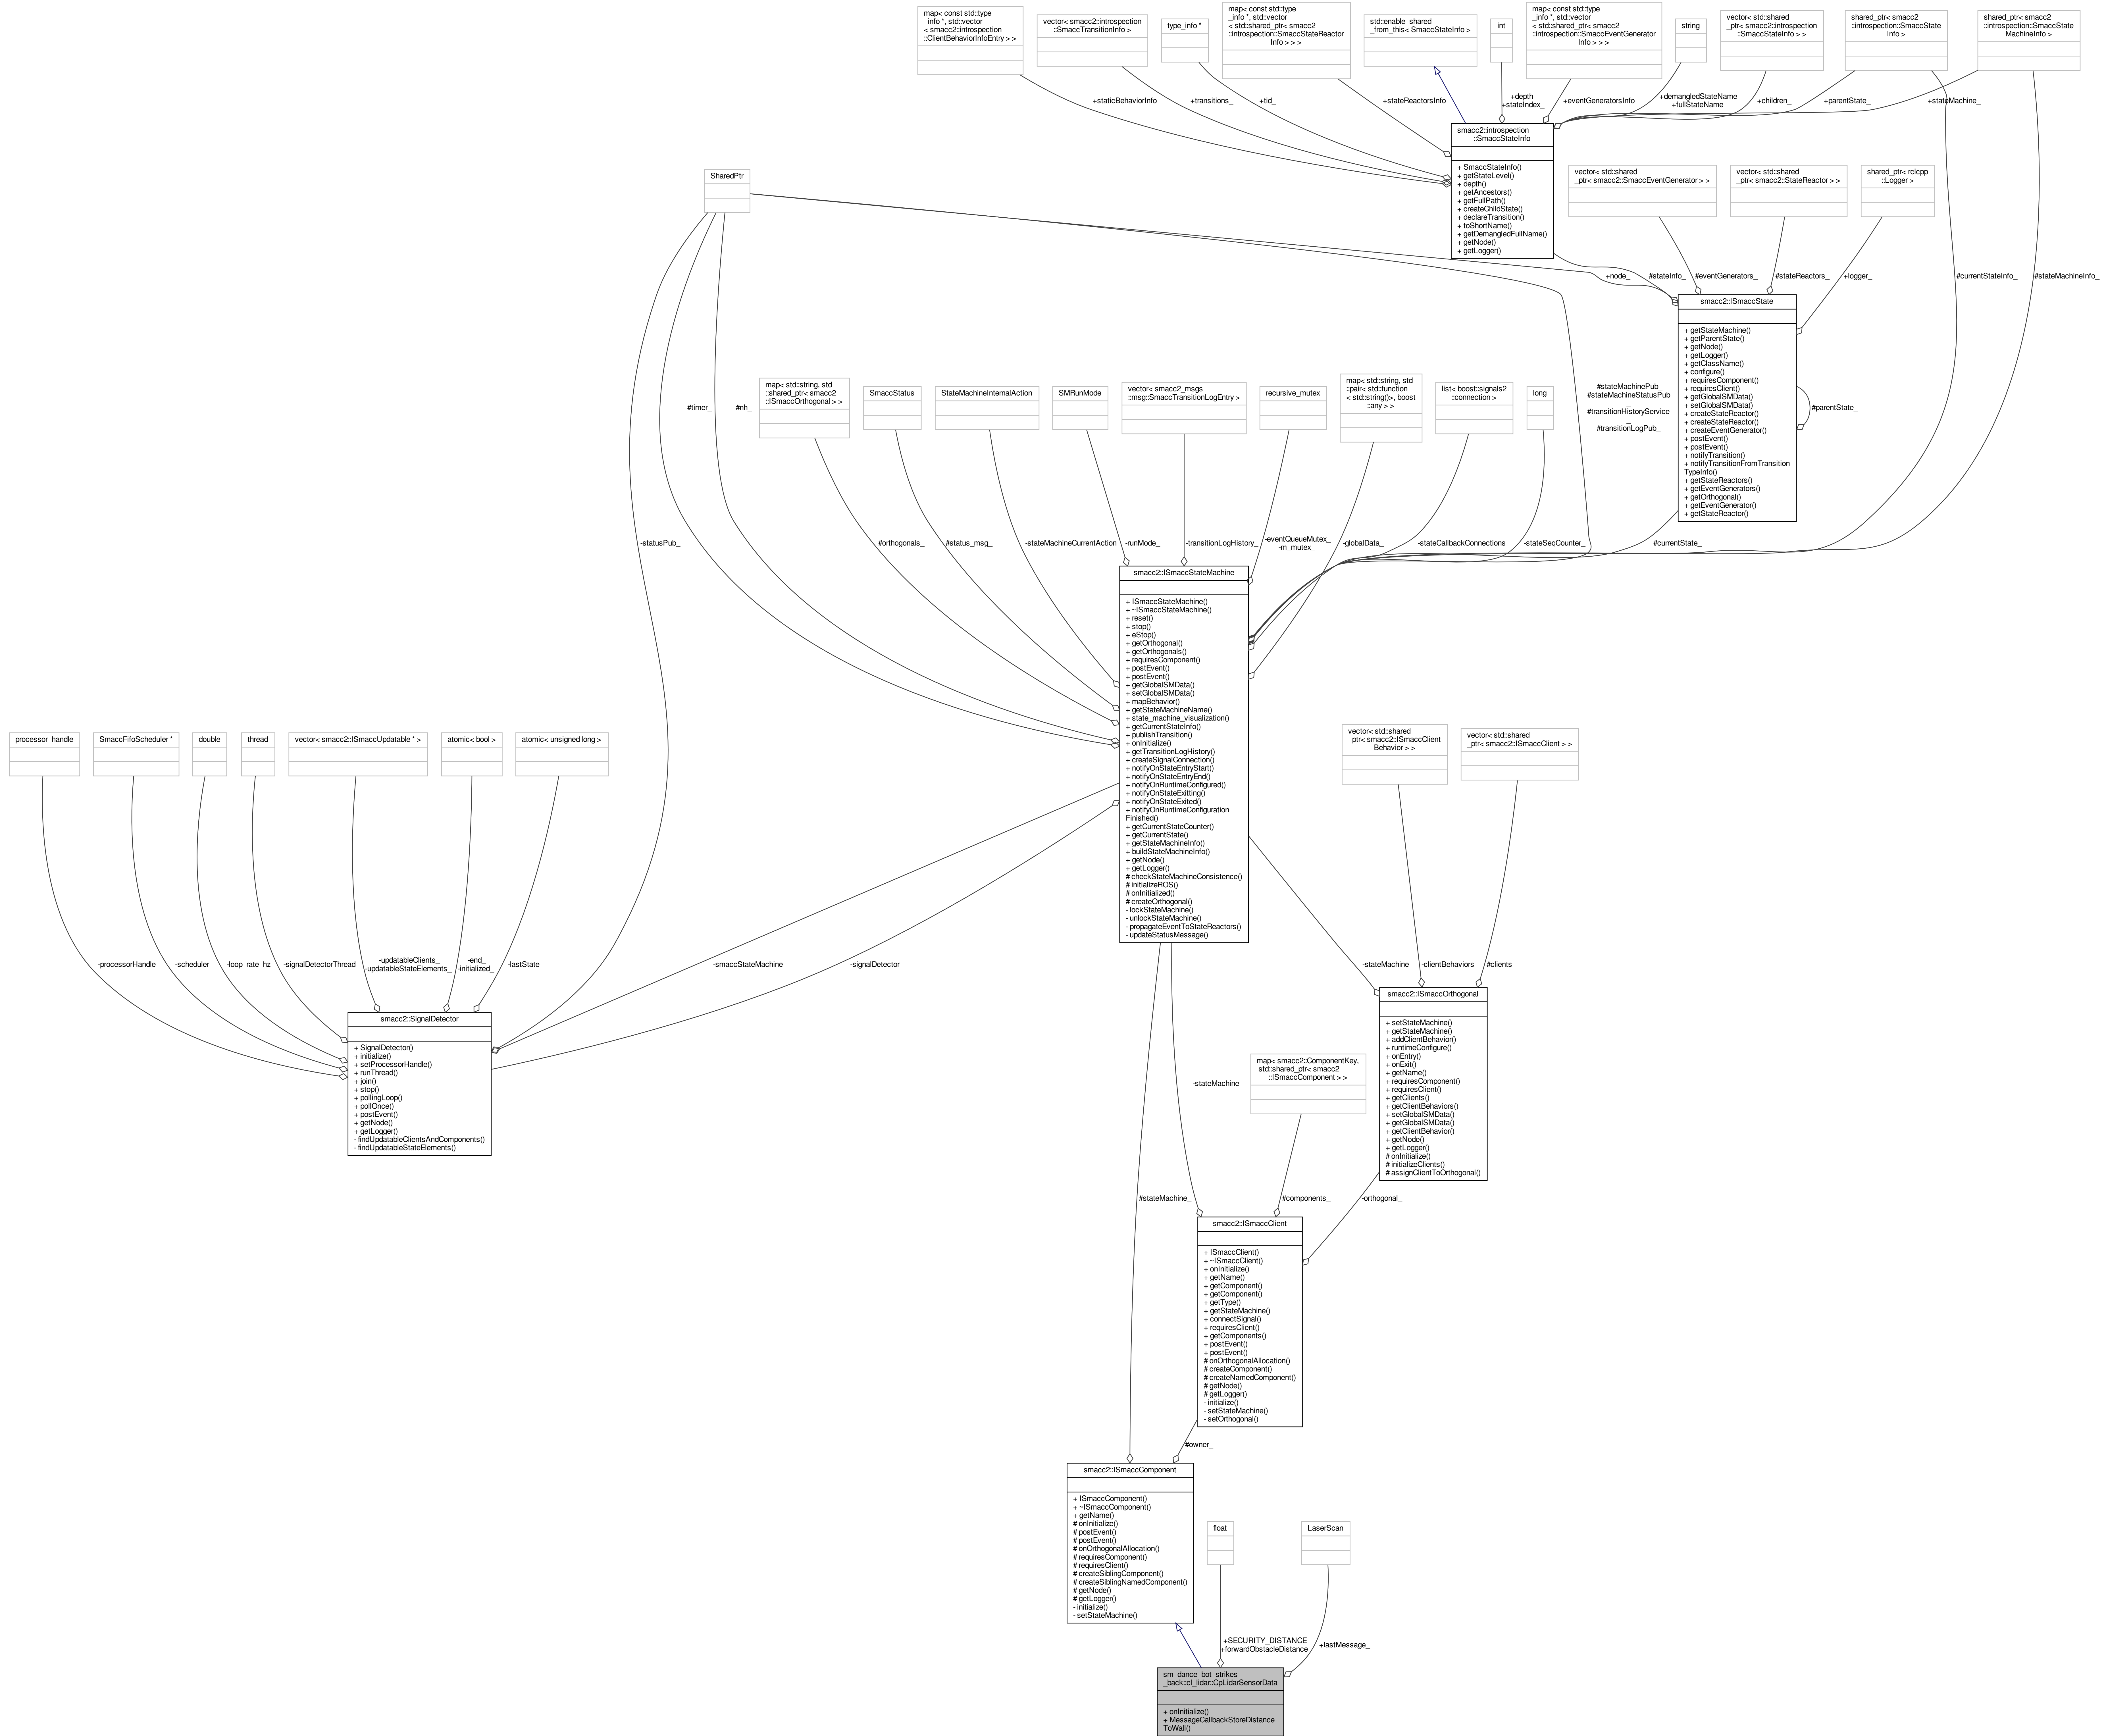 map< const std::type
_info *, std::vector
< smacc2::introspection
::ClientBehaviorInfoEntry > >
vector< smacc2::introspection
::SmaccTransitionInfo >
type_info *
map< const std::type
_info *, std::vector
< std::shared_ptr< smacc2
::introspection::SmaccStateReactor
Info > > >
std::enable_shared
_from_this< SmaccStateInfo >
int
map< const std::type
_info *, std::vector
< std::shared_ptr< smacc2
::introspection::SmaccEventGenerator
Info > > >
string
vector< std::shared
_ptr< smacc2::introspection
::SmaccStateInfo > >
shared_ptr< smacc2
::introspection::SmaccState
Info >
shared_ptr< smacc2
::introspection::SmaccState
MachineInfo >
+staticBehaviorInfo
+transitions_
+tid_
+stateReactorsInfo
+depth_
+stateIndex_
+eventGeneratorsInfo
+demangledStateName
+fullStateName
+children_
+parentState_
+stateMachine_
smacc2::introspection
::SmaccStateInfo
+ SmaccStateInfo()
+ getStateLevel()
+ depth()
+ getAncestors()
+ getFullPath()
+ createChildState()
+ declareTransition()
+ toShortName()
+ getDemangledFullName()
+ getNode()
+ getLogger()
SharedPtr
vector< std::shared
_ptr< smacc2::SmaccEventGenerator > >
vector< std::shared
_ptr< smacc2::StateReactor > >
shared_ptr< rclcpp
::Logger >
+node_
#stateInfo_
#eventGenerators_
#stateReactors_
+logger_
#currentStateInfo_
#stateMachineInfo_
smacc2::ISmaccState
+ getStateMachine()
+ getParentState()
+ getNode()
+ getLogger()
+ getClassName()
+ configure()
+ requiresComponent()
+ requiresClient()
+ getGlobalSMData()
+ setGlobalSMData()
+ createStateReactor()
+ createStateReactor()
+ createEventGenerator()
+ postEvent()
+ postEvent()
+ notifyTransition()
+ notifyTransitionFromTransition
TypeInfo()
+ getStateReactors()
+ getEventGenerators()
+ getOrthogonal()
+ getEventGenerator()
+ getStateReactor()
#parentState_
#timer_
#nh_
map< std::string, std
::shared_ptr< smacc2
::ISmaccOrthogonal > >
SmaccStatus
StateMachineInternalAction
SMRunMode
vector< smacc2_msgs
::msg::SmaccTransitionLogEntry >
recursive_mutex
map< std::string, std
::pair< std::function
< std::string()>, boost
::any > >
list< boost::signals2
::connection >
long
#stateMachinePub_
#stateMachineStatusPub
_
#transitionHistoryService
_
#transitionLogPub_
-statusPub_
#orthogonals_
#status_msg_
-stateMachineCurrentAction
-runMode_
-transitionLogHistory_
-eventQueueMutex_
-m_mutex_
-globalData_
-stateCallbackConnections
-stateSeqCounter_
#currentState_
smacc2::ISmaccStateMachine
+ ISmaccStateMachine()
+ ~ISmaccStateMachine()
+ reset()
+ stop()
+ eStop()
+ getOrthogonal()
+ getOrthogonals()
+ requiresComponent()
+ postEvent()
+ postEvent()
+ getGlobalSMData()
+ setGlobalSMData()
+ mapBehavior()
+ getStateMachineName()
+ state_machine_visualization()
+ getCurrentStateInfo()
+ publishTransition()
+ onInitialize()
+ getTransitionLogHistory()
+ createSignalConnection()
+ notifyOnStateEntryStart()
+ notifyOnStateEntryEnd()
+ notifyOnRuntimeConfigured()
+ notifyOnStateExitting()
+ notifyOnStateExited()
+ notifyOnRuntimeConfiguration
Finished()
+ getCurrentStateCounter()
+ getCurrentState()
+ getStateMachineInfo()
+ buildStateMachineInfo()
+ getNode()
+ getLogger()
# checkStateMachineConsistence()
# initializeROS()
# onInitialized()
# createOrthogonal()
- lockStateMachine()
- unlockStateMachine()
- propagateEventToStateReactors()
- updateStatusMessage()
processor_handle
SmaccFifoScheduler *
double
thread
vector< smacc2::ISmaccUpdatable * >
atomic< bool >
atomic< unsigned long >
vector< std::shared
_ptr< smacc2::ISmaccClient
Behavior > >
vector< std::shared
_ptr< smacc2::ISmaccClient > >
-processorHandle_
-scheduler_
-loop_rate_hz
-signalDetectorThread_
-updatableClients_
-updatableStateElements_
-end_
-initialized_
-lastState_
-smaccStateMachine_
-signalDetector_
-stateMachine_
-clientBehaviors_
#clients_
smacc2::SignalDetector
+ SignalDetector()
+ initialize()
+ setProcessorHandle()
+ runThread()
+ join()
+ stop()
+ pollingLoop()
+ pollOnce()
+ postEvent()
+ getNode()
+ getLogger()
- findUpdatableClientsAndComponents()
- findUpdatableStateElements()
smacc2::ISmaccOrthogonal
+ setStateMachine()
+ getStateMachine()
+ addClientBehavior()
+ runtimeConfigure()
+ onEntry()
+ onExit()
+ getName()
+ requiresComponent()
+ requiresClient()
+ getClients()
+ getClientBehaviors()
+ setGlobalSMData()
+ getGlobalSMData()
+ getClientBehavior()
+ getNode()
+ getLogger()
# onInitialize()
# initializeClients()
# assignClientToOrthogonal()
map< smacc2::ComponentKey,
std::shared_ptr< smacc2
::ISmaccComponent > >
-stateMachine_
#stateMachine_
#components_
-orthogonal_
smacc2::ISmaccClient
+ ISmaccClient()
+ ~ISmaccClient()
+ onInitialize()
+ getName()
+ getComponent()
+ getComponent()
+ getType()
+ getStateMachine()
+ connectSignal()
+ requiresClient()
+ getComponents()
+ postEvent()
+ postEvent()
# onOrthogonalAllocation()
# createComponent()
# createNamedComponent()
# getNode()
# getLogger()
- initialize()
- setStateMachine()
- setOrthogonal()
#owner_
smacc2::ISmaccComponent
+ ISmaccComponent()
+ ~ISmaccComponent()
+ getName()
# onInitialize()
# postEvent()
# postEvent()
# onOrthogonalAllocation()
# requiresComponent()
# requiresClient()
# createSiblingComponent()
# createSiblingNamedComponent()
# getNode()
# getLogger()
- initialize()
- setStateMachine()
float
LaserScan
+SECURITY_DISTANCE
+forwardObstacleDistance
+lastMessage_
sm_dance_bot_strikes
_back::cl_lidar::CpLidarSensorData
+ onInitialize()
+ MessageCallbackStoreDistance
ToWall()